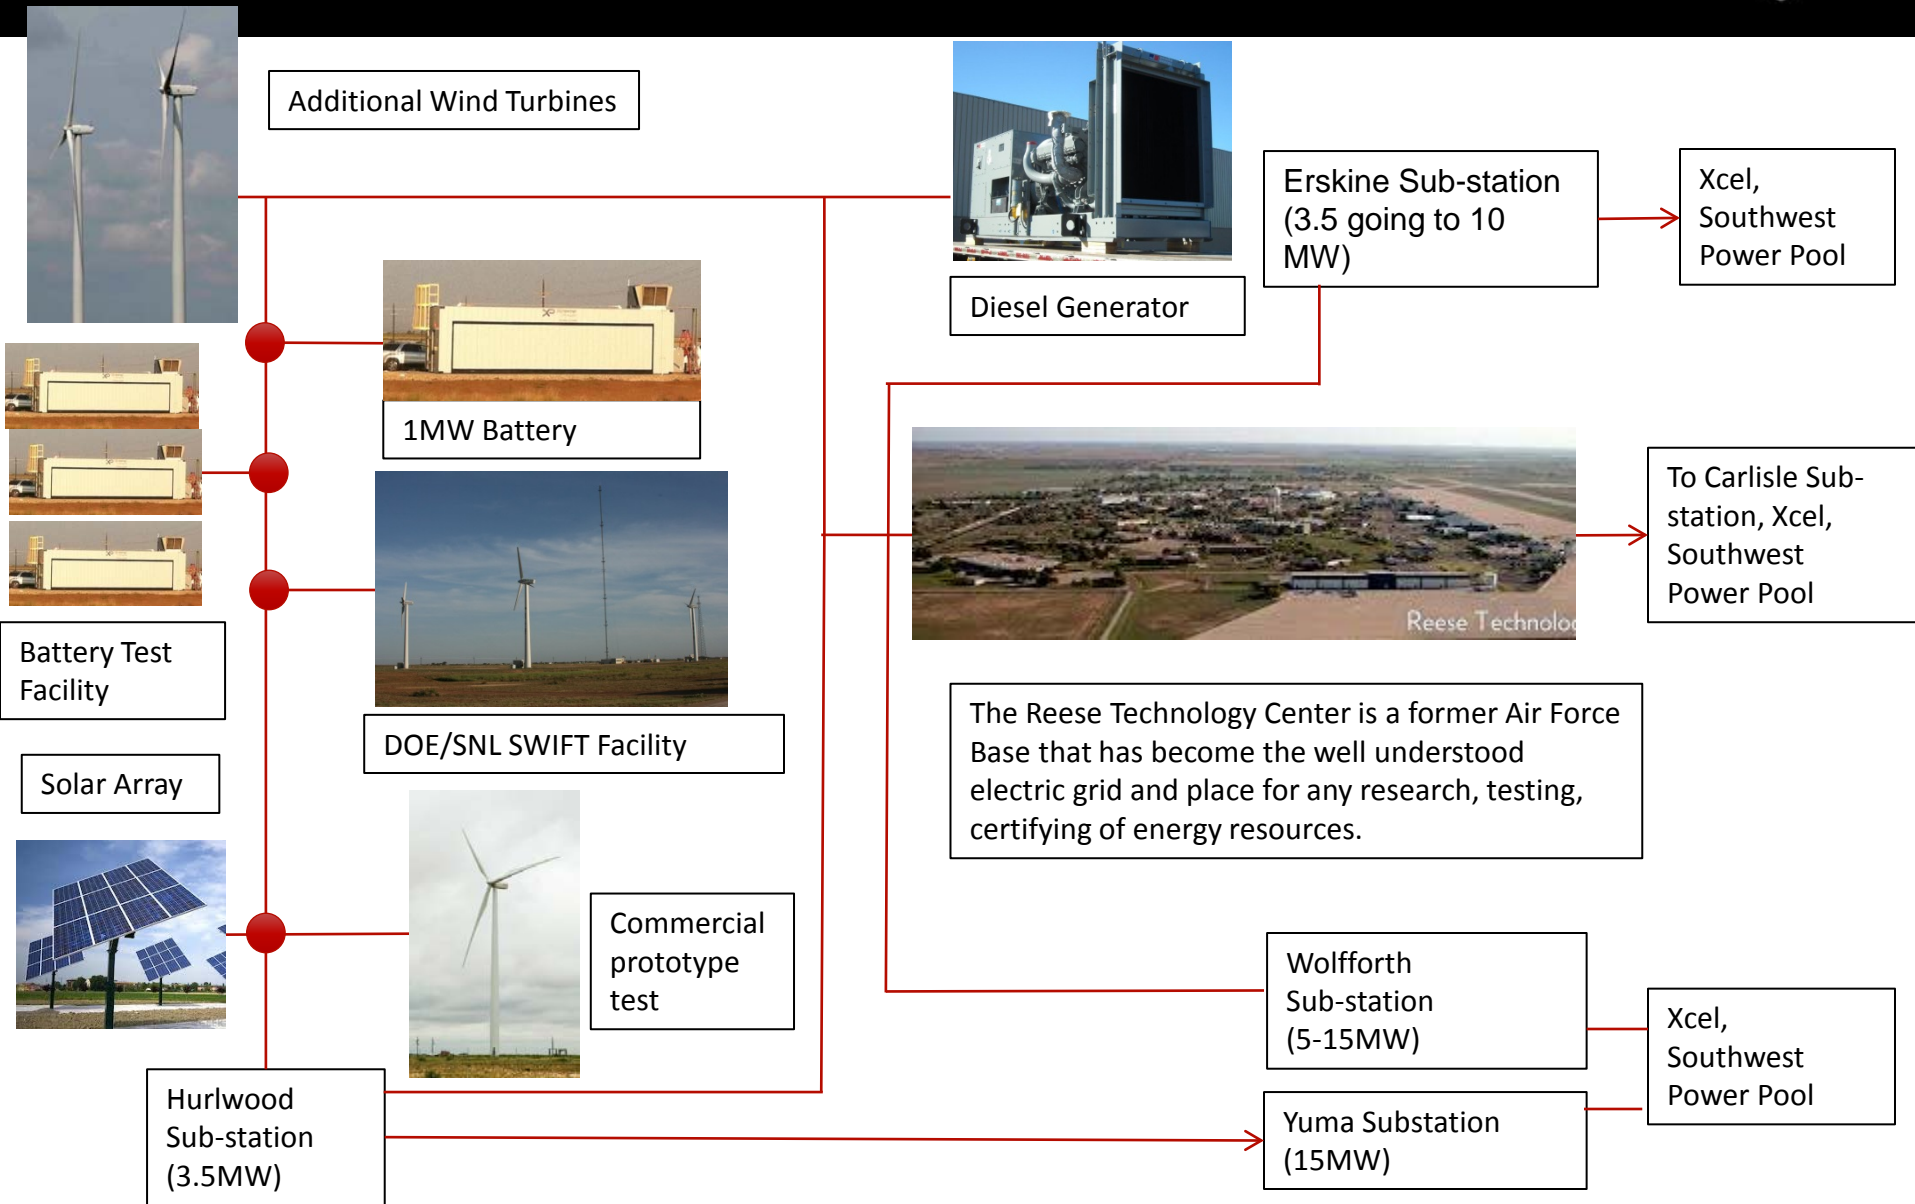 Additional Wind Turbines
Diesel Generator
Erskine Sub-station
(3.5 going to 10
MW)
Xcel,
Southwest
Power Pool
1MW Battery
Battery Test
Facility
DOE/SNL SWIFT Facility
Solar Array
Reese Technolo
To Carlisle Sub-
station, Xcel,
Southwest
Power Pool
The Reese Technology Center is a former Air Force
Base that has become the well understood
electric grid and place for any research, testing,
certifying of energy resources.
Commercial
prototype
test
Wolfforth
Sub-station
(5-15MW)
Xcel,
Southwest
Power Pool
Hurlwood
Sub-station
(3.5MW)
Yuma Substation
(15MW)